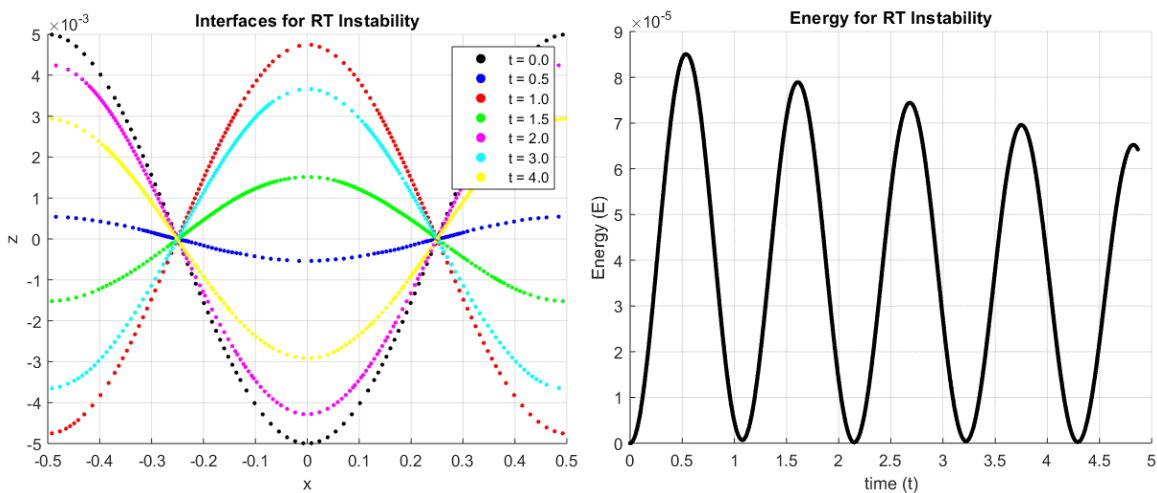 Interfaces for RT Instability
×10⁻³
5
4
3
2
1
0
-1
-2
-3
-4
-5
z
-0.5 -0.4 -0.3 -0.2 -0.1 0 0.1 0.2 0.3 0.4 0.5
x
t = 0.0
t = 0.5
t = 1.0
t = 1.5
t = 2.0
t = 3.0
t = 4.0
Energy for RT Instability
×10⁻⁵
9
8
7
6
5
4
3
2
1
0
Energy (E)
0 0.5 1 1.5 2 2.5 3 3.5 4 4.5 5
time (t)